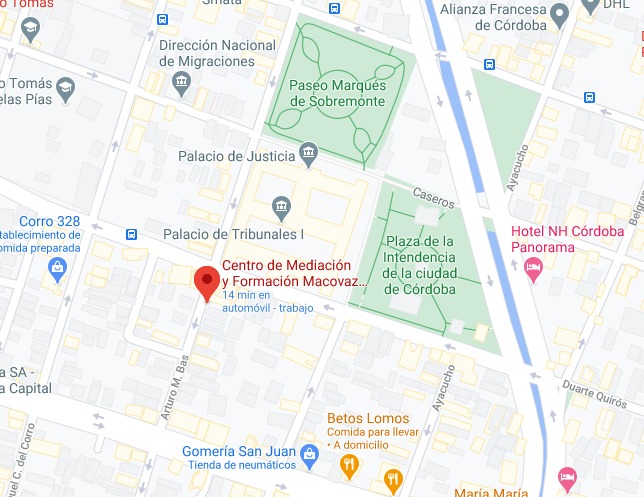 o Tomás
Smata
Alianza Francesa
de Córdoba
DHL
Dirección Nacional
de Migraciones
o Tomás
elas Pías)
Paseo Marqués
de Sobremonte
Palacio de Justicia
Ayacucho
Caseros
Belgra
Corro 328
tablecimiento de
omida preparada
Palacio de Tribunales I
Plaza de la
Intendencia
de la ciudad
de Córdoba
Hotel NH Córdoba
Panorama
Centro de Mediación
y Formación Macovaz...
14 min en
automóvil - trabajo
a SA -
a Capital
Arturo M. Bas
Ayacucho
Duarte Quirós
uel C. del Corro
Betos Lomos
Comida para llevar
• A domicilio
Gomería San Juan
Tienda de neumáticos
María María